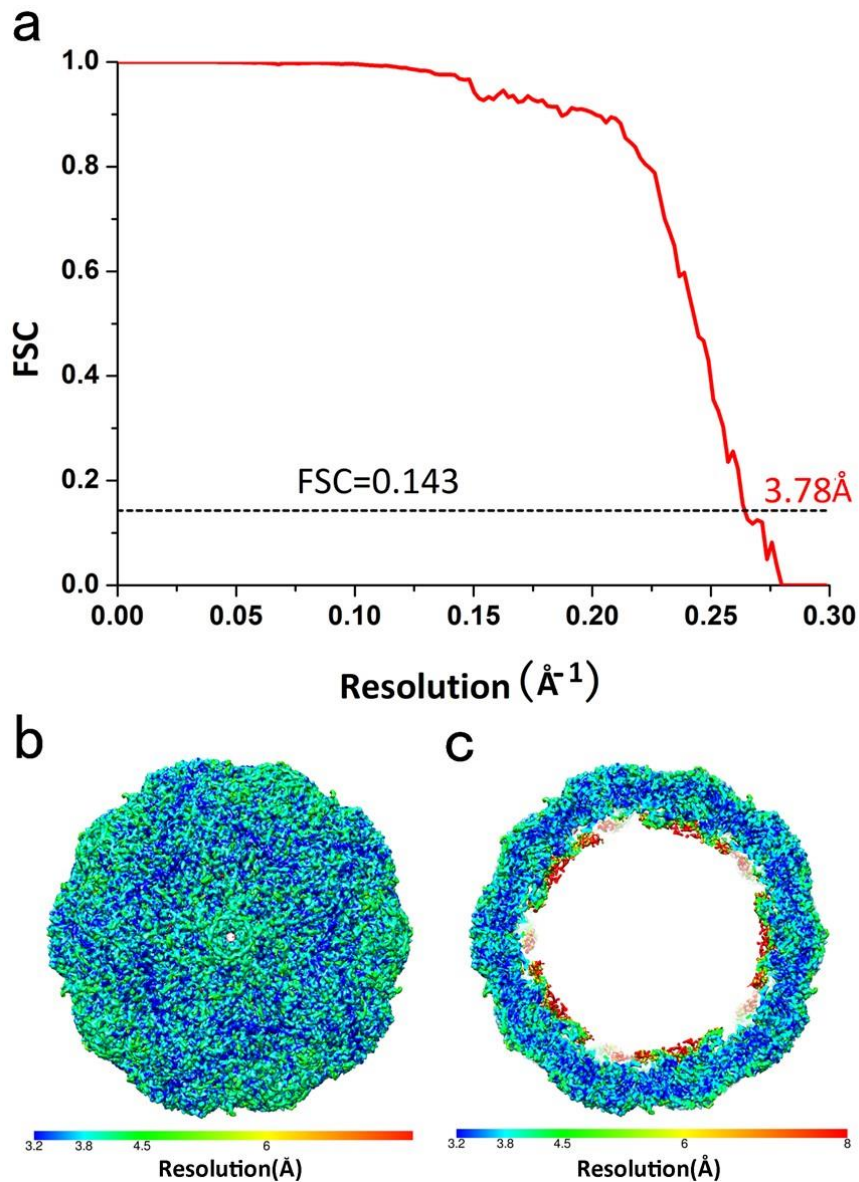 a
1.0
0.8
0.6
0.4
0.2
0.0
FSC
FSC=0.143
3.78Å
0.00 0.05 0.10 0.15 0.20 0.25 0.30
Resolution (Å-1)
b
c
3.2 3.8 4.5 6
Resolution(Å)
3.2 3.8 4.5 6 8
Resolution(Å)